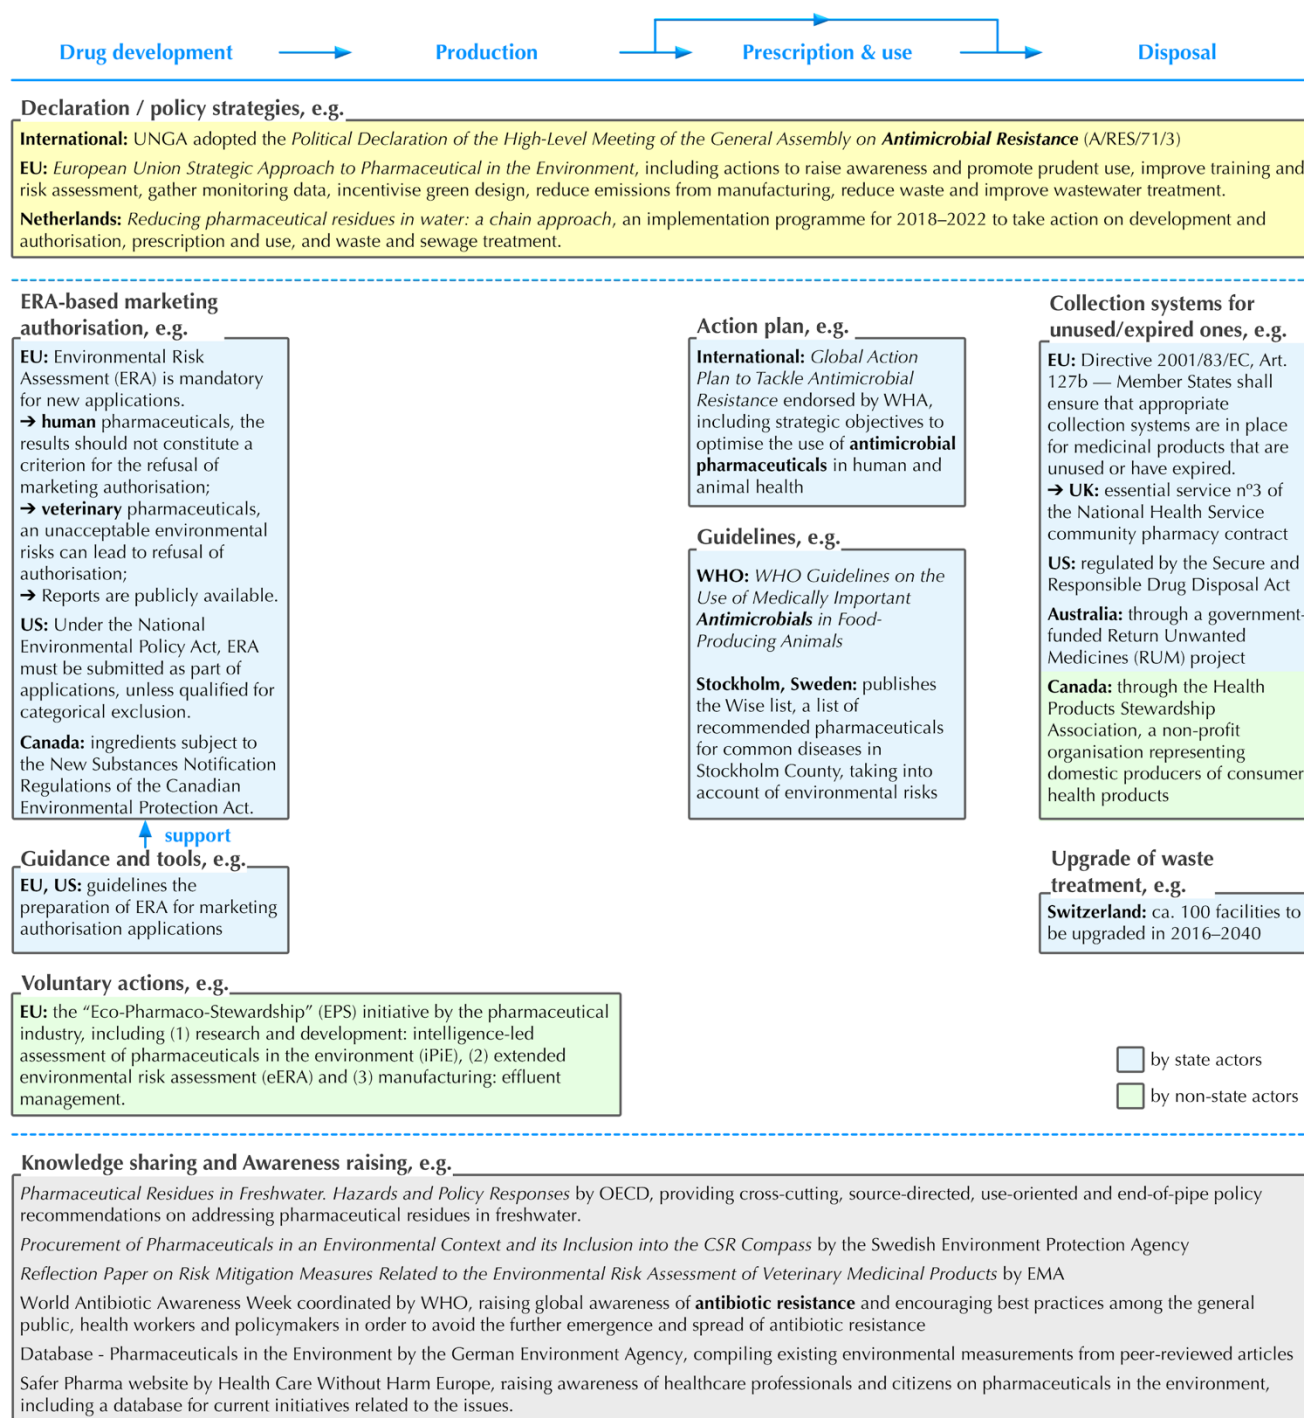 Drug development
Production
Prescription & use
Disposal
Declaration / policy strategies, e.g.
International: UNGA adopted the Political Declaration of the High-Level Meeting of the General Assembly on Antimicrobial Resistance (A/RES/71/3)
EU: European Union Strategic Approach to Pharmaceutical in the Environment, including actions to raise awareness and promote prudent use, improve training and
risk assessment, gather monitoring data, incentivise green design, reduce emissions from manufacturing, reduce waste and improve wastewater treatment.
Netherlands: Reducing pharmaceutical residues in water: a chain approach, an implementation programme for 2018–2022 to take action on development and
authorisation, prescription and use, and waste and sewage treatment.
ERA-based marketing
authorisation, e.g.
EU: Environmental Risk
Assessment (ERA) is mandatory
for new applications.
➔ human pharmaceuticals, the
results should not constitute a
criterion for the refusal of
marketing authorisation;
➔ veterinary pharmaceuticals,
an unacceptable environmental
risks can lead to refusal of
authorisation;
➔ Reports are publicly available.
US: Under the National
Environmental Policy Act, ERA
must be submitted as part of
applications, unless qualified for
categorical exclusion.
Canada: ingredients subject to
the New Substances Notification
Regulations of the Canadian
Environmental Protection Act.
support
Guidance and tools, e.g.
EU, US: guidelines the
preparation of ERA for marketing
authorisation applications
Voluntary actions, e.g.
EU: the “Eco-Pharmaco-Stewardship” (EPS) initiative by the pharmaceutical
industry, including (1) research and development: intelligence-led
assessment of pharmaceuticals in the environment (iPiE), (2) extended
environmental risk assessment (eERA) and (3) manufacturing: effluent
management.
Action plan, e.g.
International: Global Action
Plan to Tackle Antimicrobial
Resistance endorsed by WHA,
including strategic objectives to
optimise the use of antimicrobial
pharmaceuticals in human and
animal health
Guidelines, e.g.
WHO: WHO Guidelines on the
Use of Medically Important
Antimicrobials in Food-
Producing Animals
Stockholm, Sweden: publishes
the Wise list, a list of
recommended pharmaceuticals
for common diseases in
Stockholm County, taking into
account of environmental risks
Collection systems for
unused/expired ones, e.g.
EU: Directive 2001/83/EC, Art.
127b — Member States shall
ensure that appropriate
collection systems are in place
for medicinal products that are
unused or have expired.
➔ UK: essential service nº3 of
the National Health Service
community pharmacy contract
US: regulated by the Secure and
Responsible Drug Disposal Act
Australia: through a government-
funded Return Unwanted
Medicines (RUM) project
Canada: through the Health
Products Stewardship
Association, a non-profit
organisation representing
domestic producers of consumer
health products
Upgrade of waste
treatment, e.g.
Switzerland: ca. 100 facilities to
be upgraded in 2016–2040
by state actors
by non-state actors
Knowledge sharing and Awareness raising, e.g.
Pharmaceutical Residues in Freshwater. Hazards and Policy Responses by OECD, providing cross-cutting, source-directed, use-oriented and end-of-pipe policy
recommendations on addressing pharmaceutical residues in freshwater.
Procurement of Pharmaceuticals in an Environmental Context and its Inclusion into the CSR Compass by the Swedish Environment Protection Agency
Reflection Paper on Risk Mitigation Measures Related to the Environmental Risk Assessment of Veterinary Medicinal Products by EMA
World Antibiotic Awareness Week coordinated by WHO, raising global awareness of antibiotic resistance and encouraging best practices among the general
public, health workers and policymakers in order to avoid the further emergence and spread of antibiotic resistance
Database - Pharmaceuticals in the Environment by the German Environment Agency, compiling existing environmental measurements from peer-reviewed articles
Safer Pharma website by Health Care Without Harm Europe, raising awareness of healthcare professionals and citizens on pharmaceuticals in the environment,
including a database for current initiatives related to the issues.